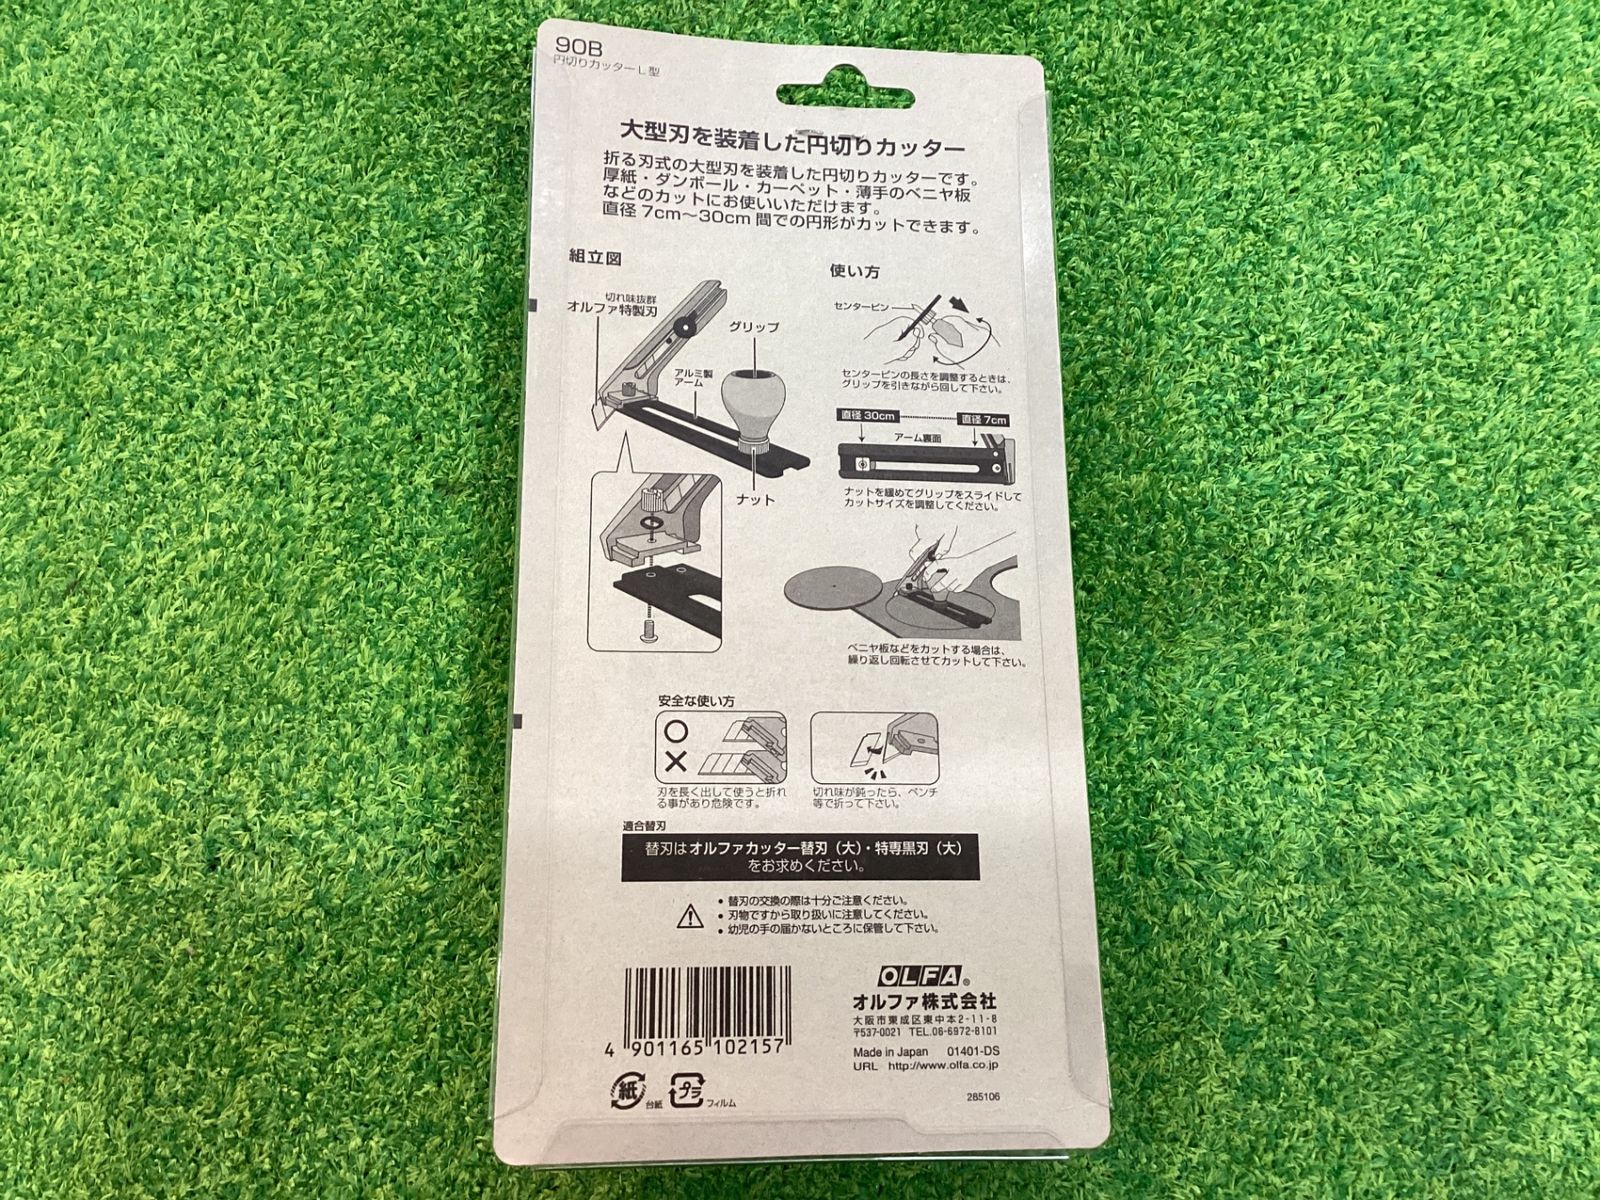 90B
円切りカッターL型
大型刃を装着した円切りカッター
折る刃式の大型刃を装着した円切りカッターです。
厚紙・ダンボール・カーペット・薄手のベニヤ板
などのカットにお使いいただけます。
直径 7cm〜30cm 間での円形がカットできます。
組立図
切れ味抜群
オルファ特製刃
グリップ
アルミ製
アーム
ナット
使い方
センターピン
センターピンの長さを調整するときは、
グリップを引きながら回して下さい。
直径 30cm
直径 7cm
アーム裏面
ナットを緩めてグリップをスライドして
カットサイズを調整してください。
ベニヤ板などをカットする場合は、
繰り返し回転させてカットして下さい。
安全な使い方
刃を長く出して使うと折れ
る事があり危険です。
切れ味が鈍ったら、ペンチ
等で折って下さい。
適合替刃
替刃はオルファカッター替刃（大）・特専黒刃（大）
をお求めください。
• 替刃の交換の際は十分ご注意ください。
• 刃物ですから取り扱いに注意してください。
• 幼児の手の届かないところに保管して下さい。
4 901165 102157
紙 台紙
プラ フィルム
OLFA®
オルファ株式会社
大阪市東成区東中本2-11-8
〒537-0021 TEL.06-6972-8101
Made in Japan 01401-DS
URL http://www.olfa.co.jp
285106